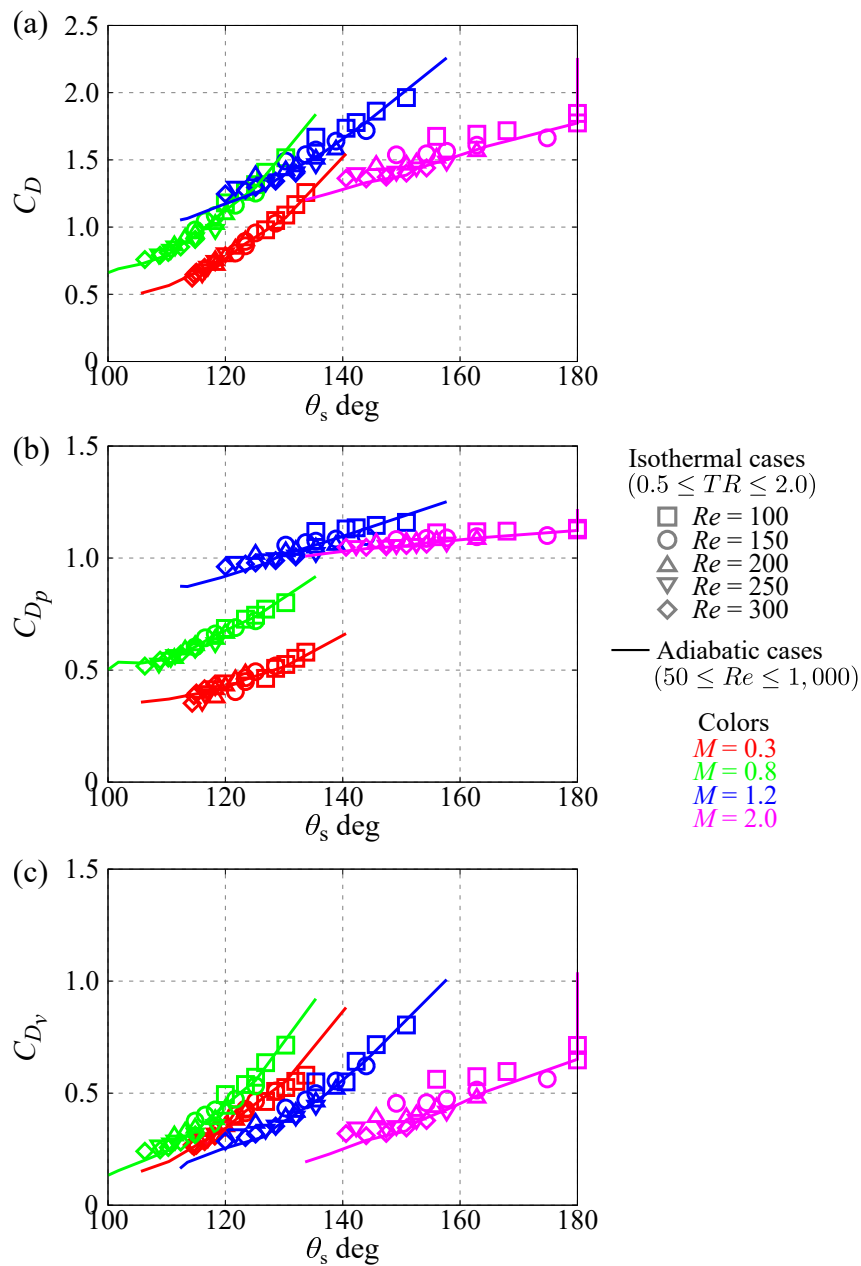 (a)
2.5
2.0
1.5
1.0
0.5
0
100 120 140 160 180
C_D
θ_s deg
(b)
1.5
1.0
0.5
0
100 120 140 160 180
C_{D_p}
θ_s deg
Isothermal cases
(0.5 ≤ TR ≤ 2.0)
Re = 100
Re = 150
Re = 200
Re = 250
Re = 300
Adiabatic cases
(50 ≤ Re ≤ 1,000)
Colors
M = 0.3
M = 0.8
M = 1.2
M = 2.0
(c)
1.5
1.0
0.5
0
100 120 140 160 180
C_{D_v}
θ_s deg